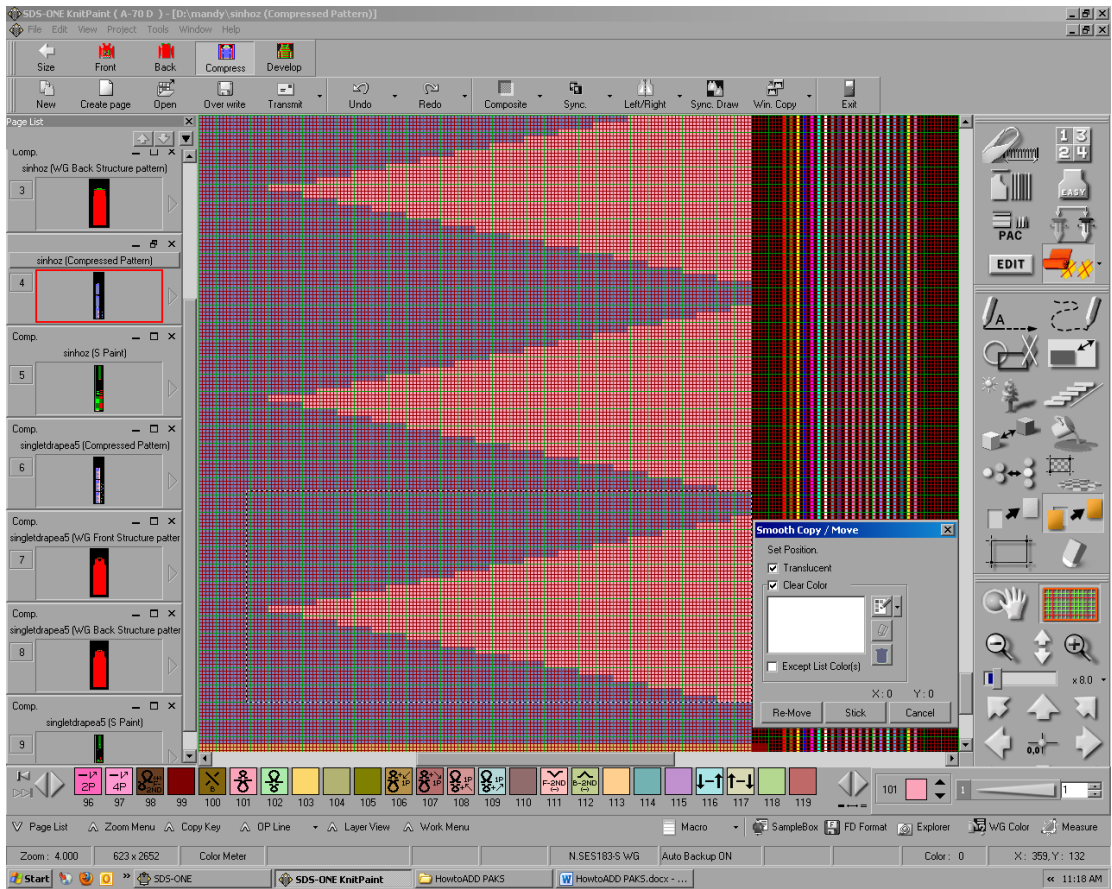 SDS-ONE KnitPaint ( A-70 D ) - [D:\mandy\sinhoz (Compressed Pattern)]
File Edit View Project Tools Window Help
Size Front Back Compress Develop
New Create page Open Over write Transmit Undo Redo Composite Sync. Left/Right Sync. Draw Win. Copy Exit
Page List
Comp.
sinhoz (WG Back Structure pattern)
3
sinhoz (Compressed Pattern)
4
Comp.
sinhoz (S Paint)
5
Comp.
singletdrapea5 (Compressed Pattern)
6
Comp.
singletdrapea5 (WG Front Structure patter
7
Comp.
singletdrapea5 (WG Back Structure patter
8
Comp.
singletdrapea5 (S Paint)
9
1 3
2 4
EASY
PAC
EDIT
A
Smooth Copy / Move
Set Position.
Translucent
Clear Color
Except List Color(s)
X : 0 Y : 0
Re-Move Stick Cancel
x 8.0
0,01
2P 4P 2ND B 1P 1P 1P 1P F-2ND B-2ND
96 97 98 99 100 101 102 103 104 105 106 107 108 109 110 111 112 113 114 115 116 117 118 119
101 1 1
Page List Zoom Menu Copy Key OP Line Layer View Work Menu Macro SampleBox FD Format Explorer WG Color Measure
Zoom : 4.000 623 x 2652 Color Meter N.SES183-S WG Auto Backup ON Color : 0 X : 359, Y : 132
Start SDS-ONE SDS-ONE KnitPaint HowtoADD PAKS HowtoADD PAKS.docx - ... 11:18 AM